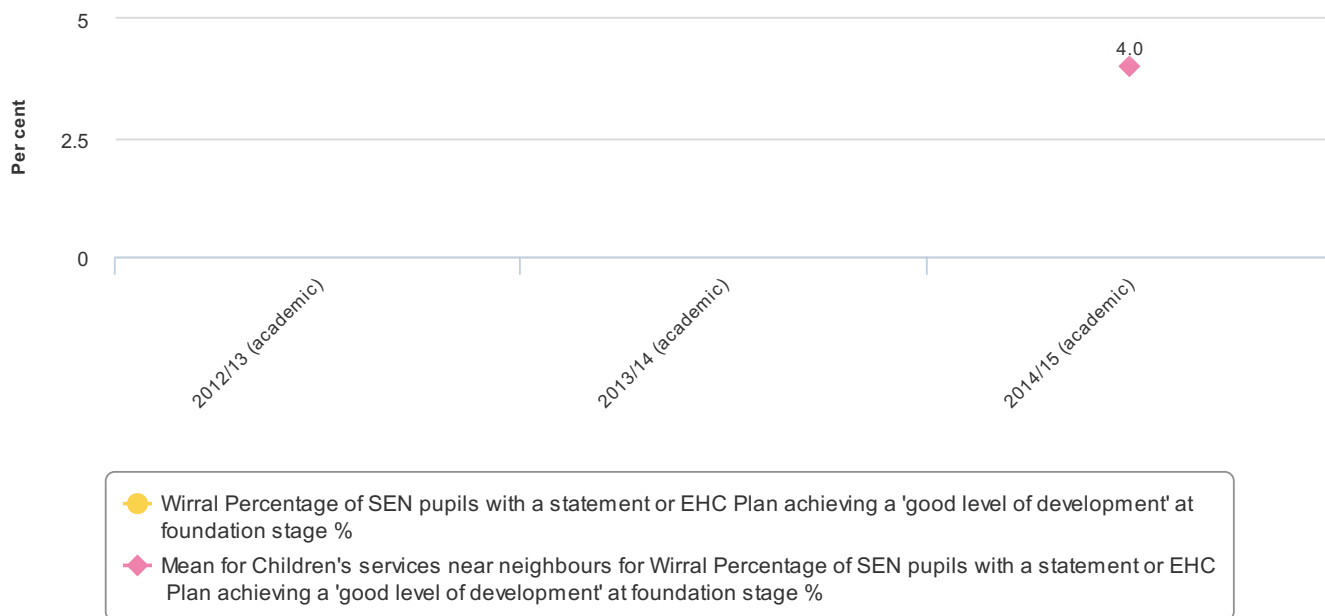 5
4.0
Per cent
2.5
0
2012/13 (academic)
2013/14 (academic)
2014/15 (academic)
Wirral Percentage of SEN pupils with a statement or EHC Plan achieving a 'good level of development' at
foundation stage %
Mean for Children's services near neighbours for Wirral Percentage of SEN pupils with a statement or EHC
Plan achieving a 'good level of development' at foundation stage %